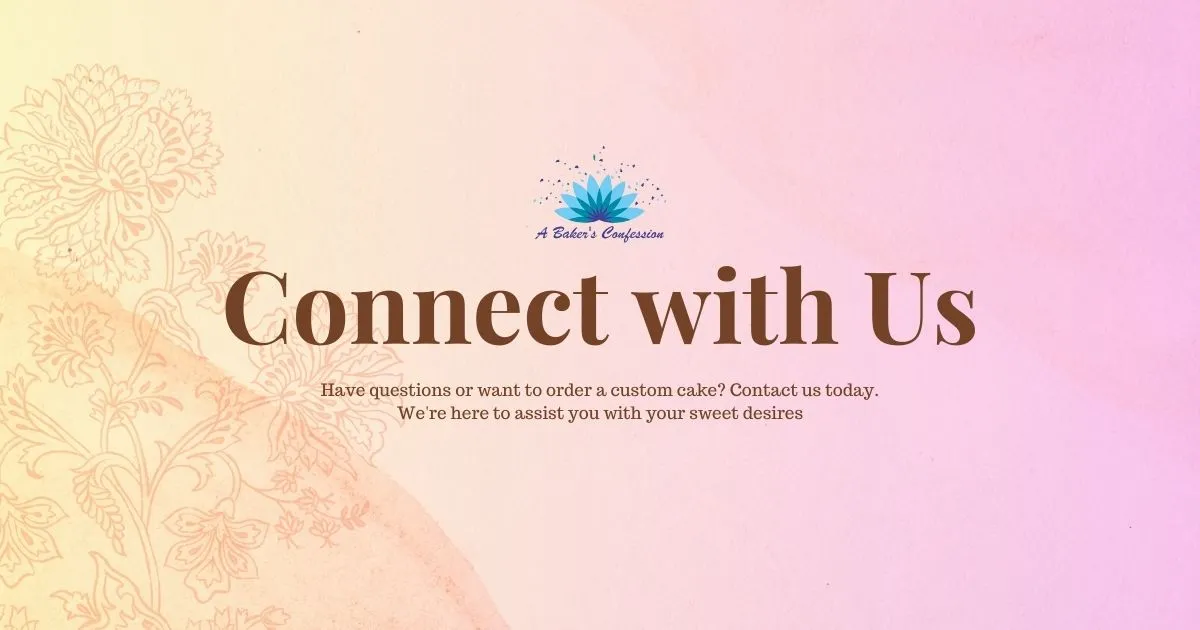 A Baker's Confession
Connect with Us
Have questions or want to order a custom cake? Contact us today.
We're here to assist you with your sweet desires